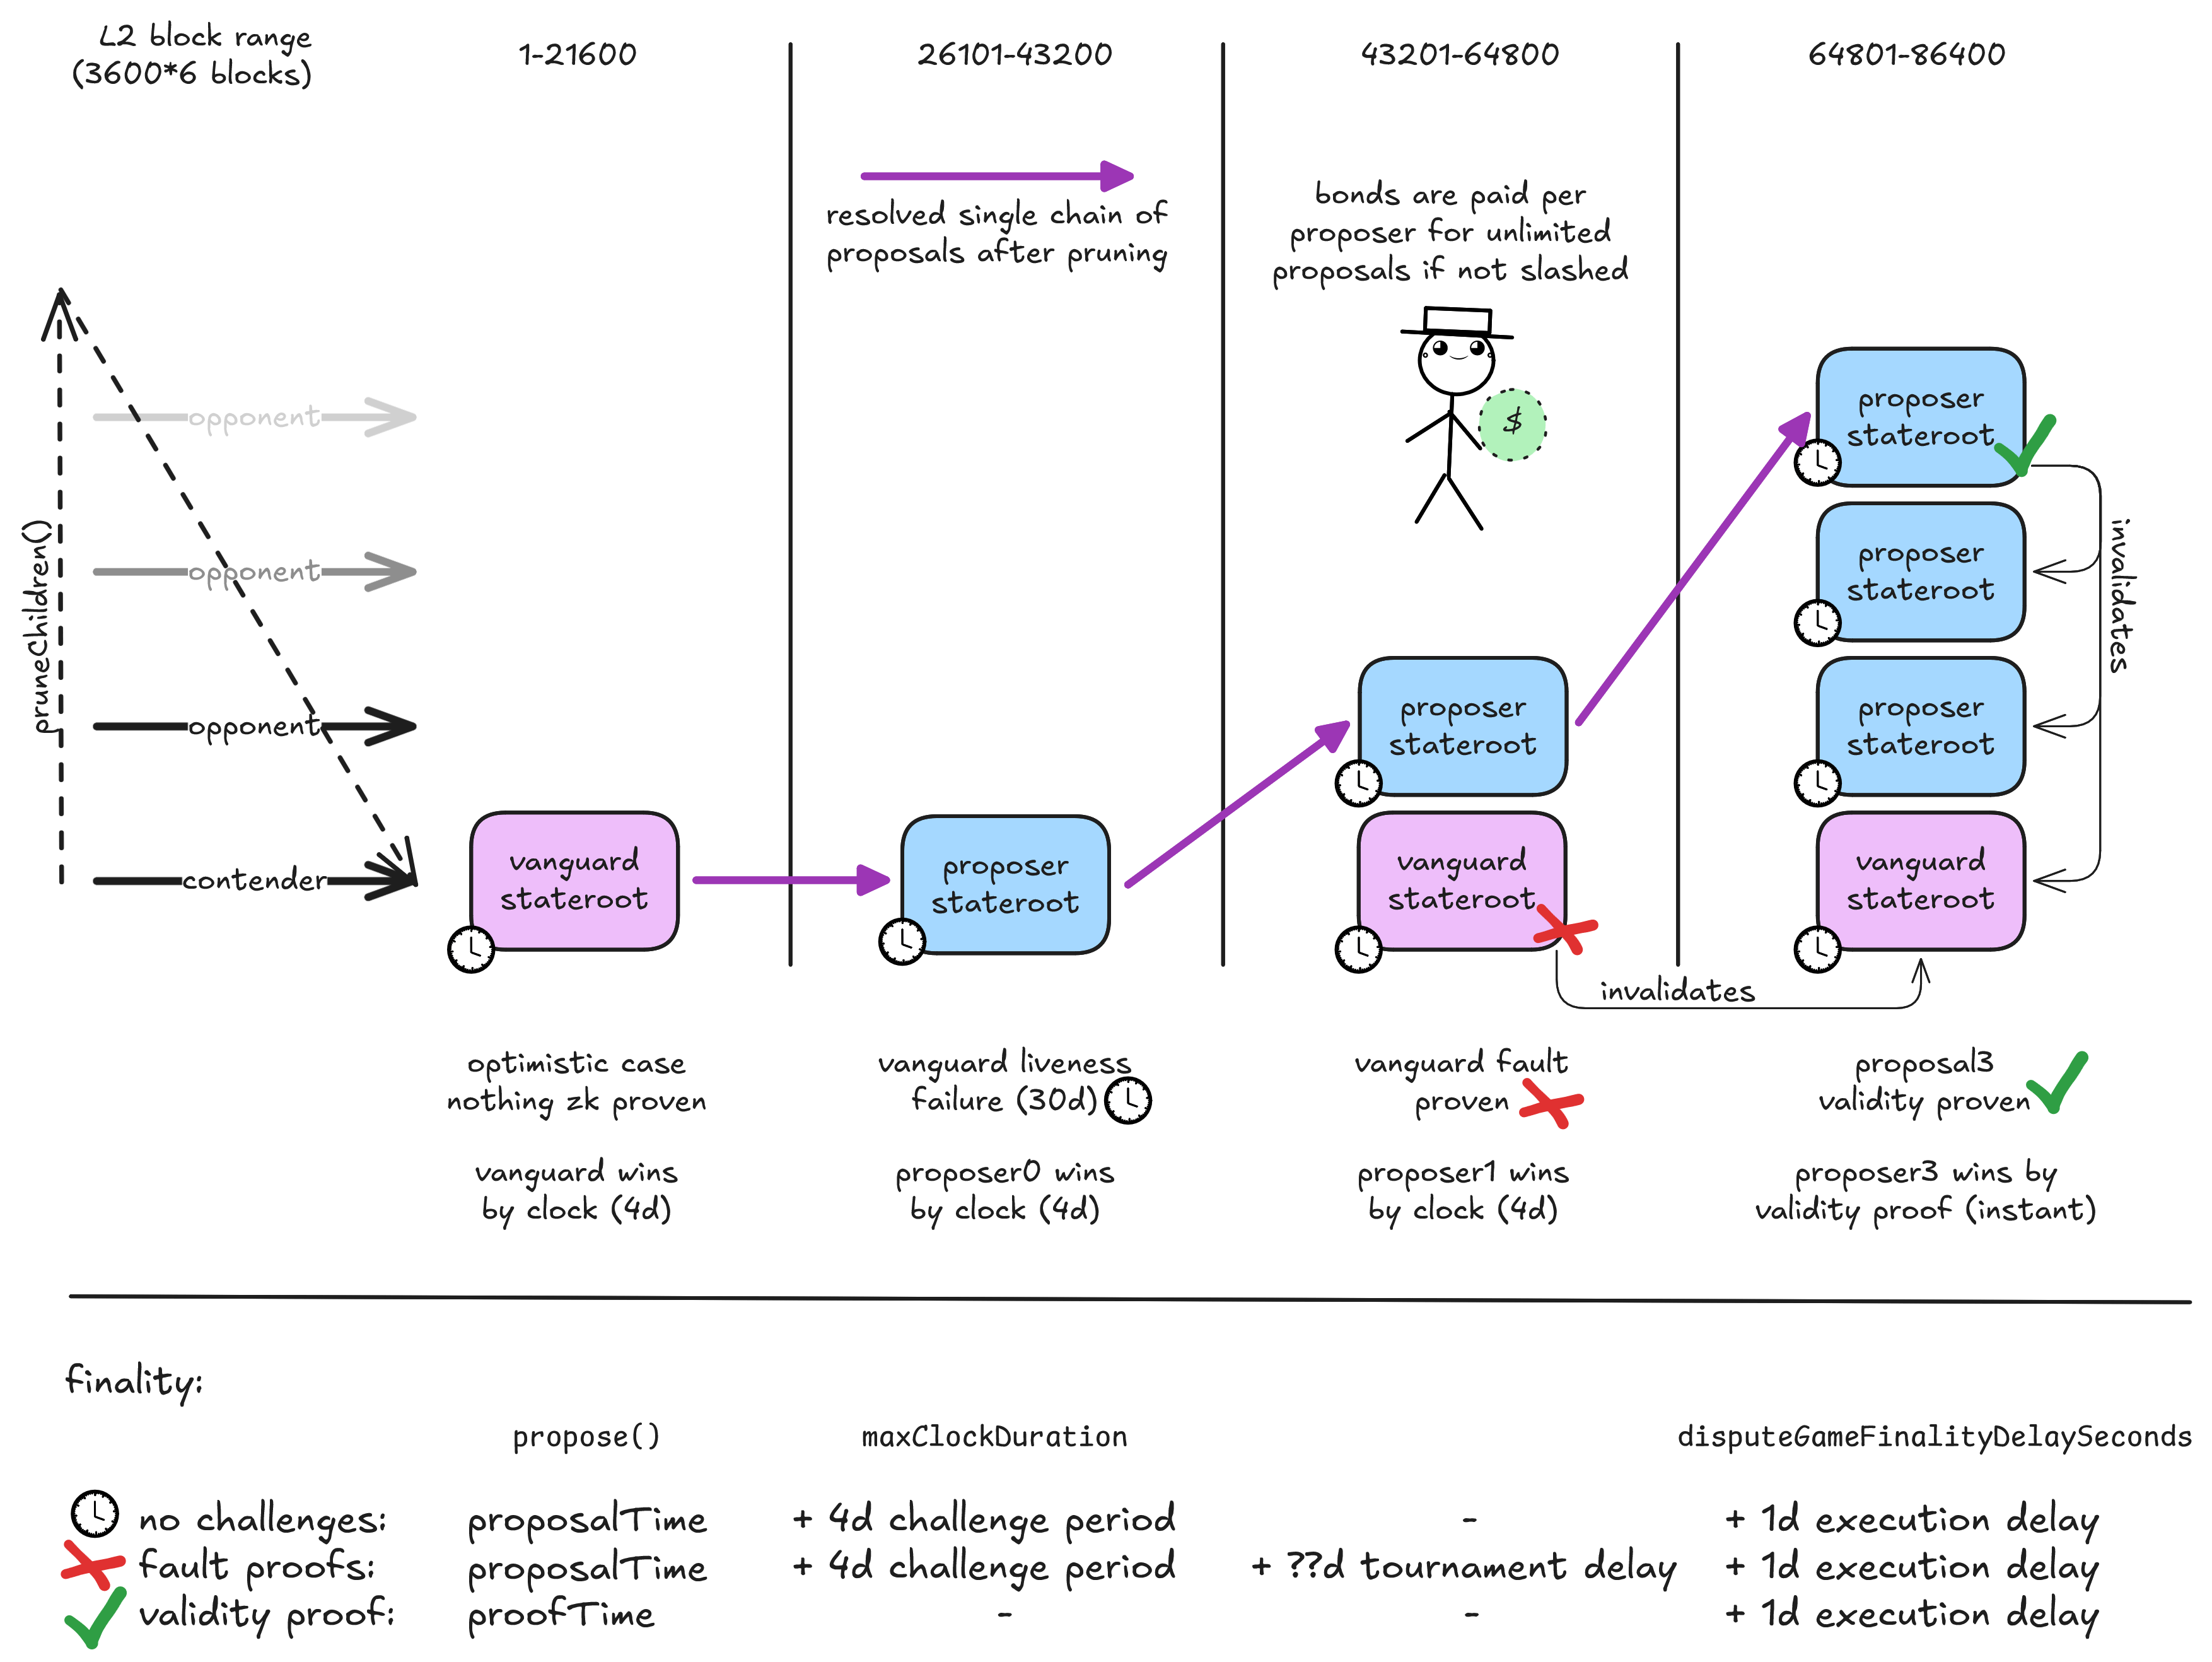 L2 block range
(3600*6 blocks)
1-21600
26101-43200
43201-64800
64801-86400
resolved single chain of
proposals after pruning
bonds are paid per
proposer for unlimited
proposals if not slashed
$
pruneChildren()
opponent
opponent
opponent
contender
vanguard
stateroot
proposer
stateroot
proposer
stateroot
vanguard
stateroot
proposer
stateroot
proposer
stateroot
proposer
stateroot
vanguard
stateroot
invalidates
invalidates
optimistic case
nothing zk proven
vanguard wins
by clock (4d)
vanguard liveness
failure (30d)
proposer0 wins
by clock (4d)
vanguard fault
proven
proposer1 wins
by clock (4d)
proposal3
validity proven
proposer3 wins by
validity proof (instant)
finality:
propose() maxClockDuration disputeGameFinalityDelaySeconds
no challenges: proposalTime + 4d challenge period - + 1d execution delay
fault proofs: proposalTime + 4d challenge period + ??d tournament delay + 1d execution delay
validity proof: proofTime - - + 1d execution delay